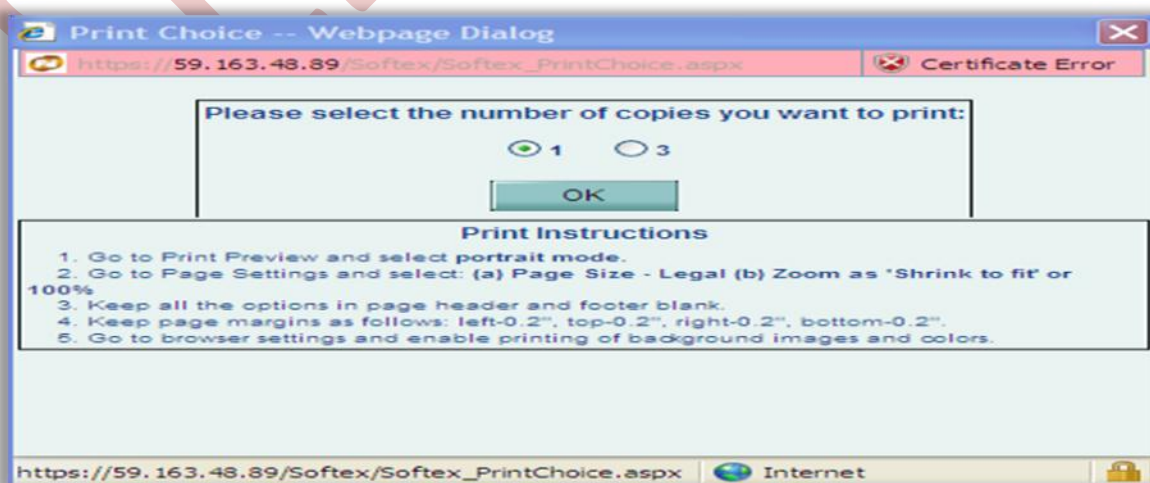 Print Choice -- Webpage Dialog
https://59.163.48.89/Softex/Softex_PrintChoice.aspx Certificate Error
Please select the number of copies you want to print:
1 3
OK
Print Instructions
1. Go to Print Preview and select portrait mode.
2. Go to Page Settings and select: (a) Page Size - Legal (b) Zoom as 'Shrink to fit' or
100%
3. Keep all the options in page header and footer blank.
4. Keep page margins as follows: left-0.2", top-0.2", right-0.2", bottom-0.2".
5. Go to browser settings and enable printing of background images and colors.
https://59.163.48.89/Softex/Softex_PrintChoice.aspx Internet